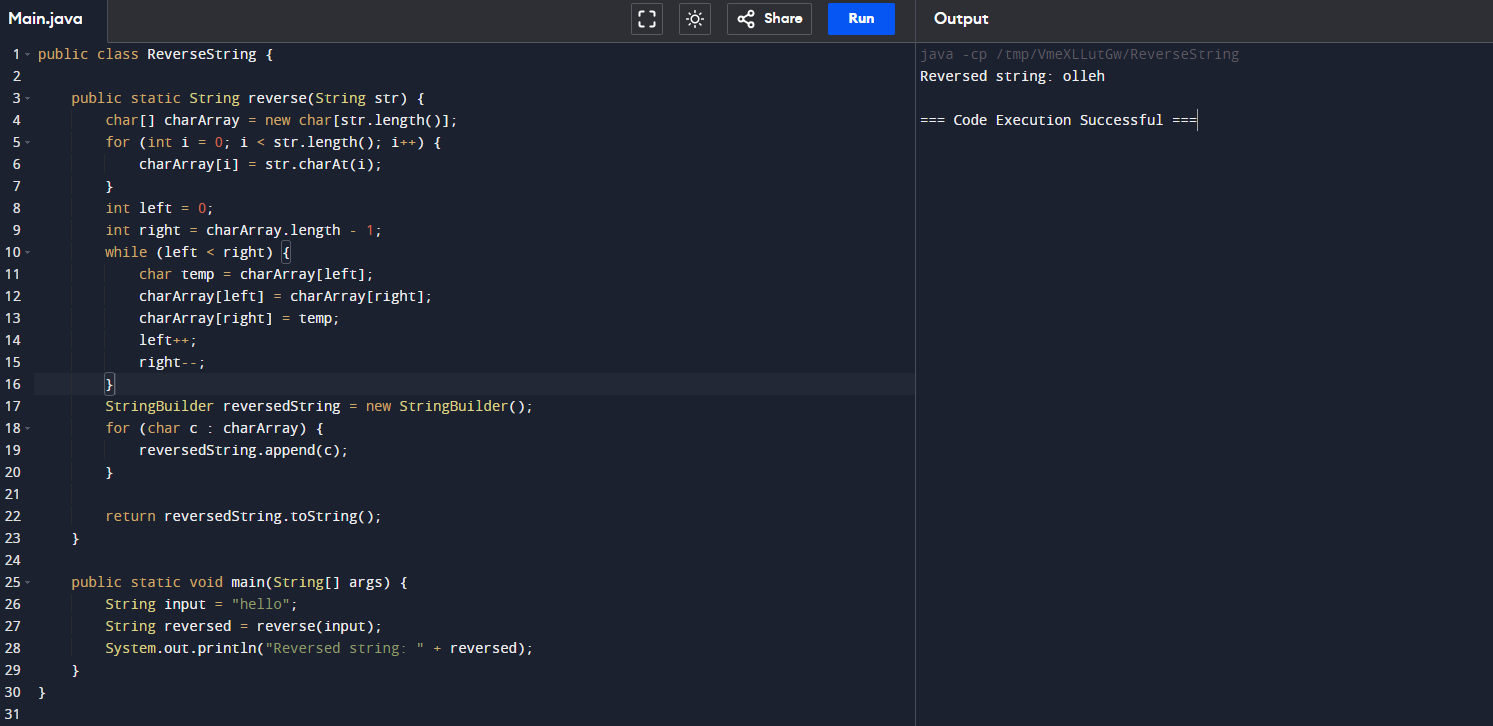 Main.java
Share
Run
Output
1 public class ReverseString {
2
3     public static String reverse(String str) {
4         char[] charArray = new char[str.length()];
5         for (int i = 0; i < str.length(); i++) {
6             charArray[i] = str.charAt(i);
7         }
8         int left = 0;
9         int right = charArray.length - 1;
10         while (left < right) {
11             char temp = charArray[left];
12             charArray[left] = charArray[right];
13             charArray[right] = temp;
14             left++;
15             right--;
16         }
17         StringBuilder reversedString = new StringBuilder();
18         for (char c : charArray) {
19             reversedString.append(c);
20         }
21
22         return reversedString.toString();
23     }
24
25     public static void main(String[] args) {
26         String input = "hello";
27         String reversed = reverse(input);
28         System.out.println("Reversed string: " + reversed);
29     }
30 }
31
java -cp /tmp/VmeXLLutGw/ReverseString
Reversed string: olleh
=== Code Execution Successful ===